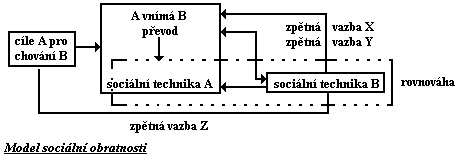 A vnímá B
převod
zpětná vazba X
zpětná vazba Y
cíle A pro
chování B
sociální technika A
sociální technika B
rovnováha
zpětná vazba Z
Model sociální obratnosti